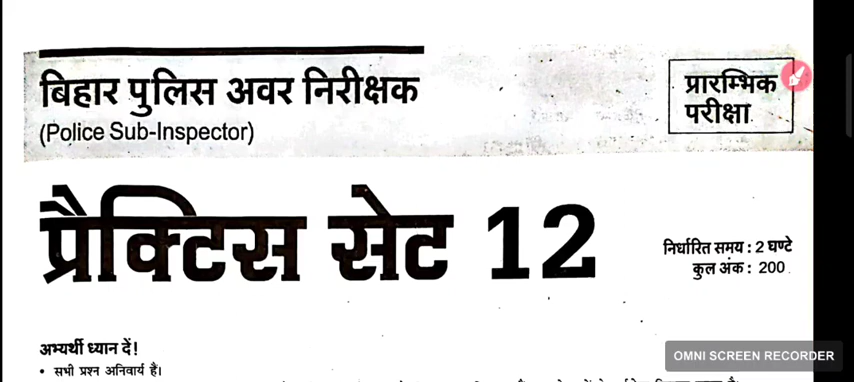 बिहार पुलिस अवर निरीक्षक
(Police Sub-Inspector)
प्रारम्भिक
परीक्षा
प्रैक्टिस सेट 12
निर्धारित समय : 2 घण्टे
कुल अंक : 200
अभ्यर्थी ध्यान दें!
• सभी प्रश्न अनिवार्य हैं।
OMNI SCREEN RECORDER